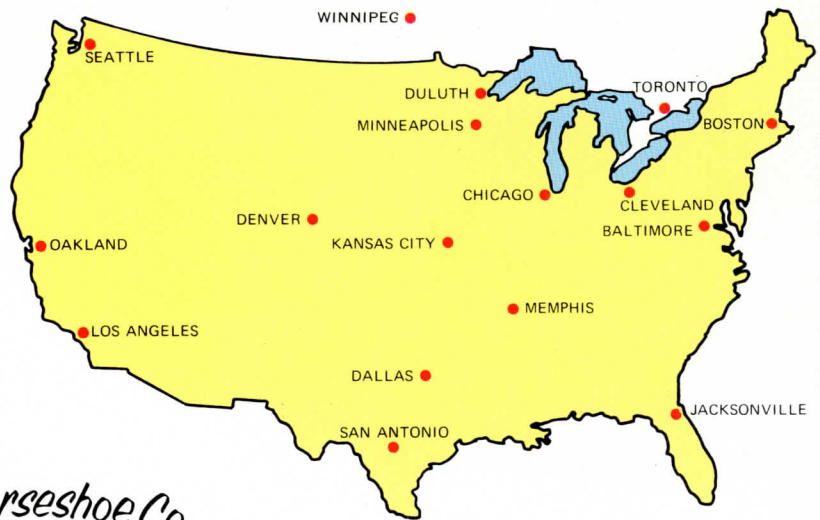 WINNIPEG
SEATTLE
DULUTH
TORONTO
MINNEAPOLIS
BOSTON
CHICAGO
CLEVELAND
DENVER
BALTIMORE
KANSAS CITY
OAKLAND
MEMPHIS
LOS ANGELES
DALLAS
JACKSONVILLE
SAN ANTONIO